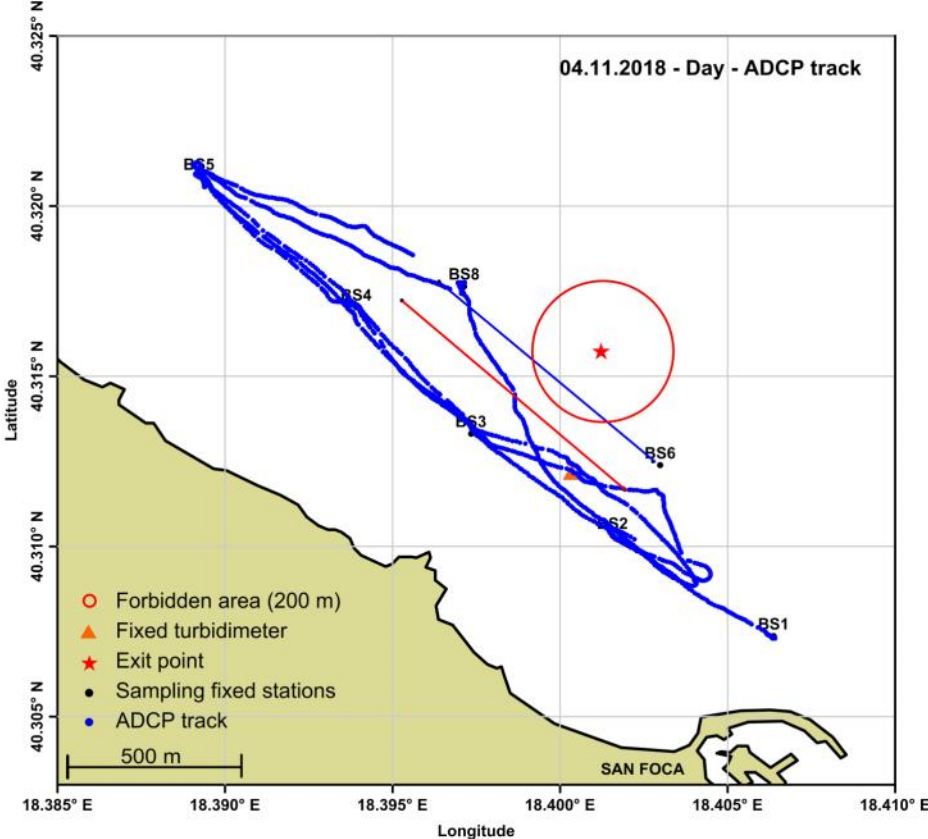 04.11.2018 - Day - ADCP track
40.325° N
40.320° N
40.315° N
40.310° N
40.305° N
Latitude
BS5
BS8
BS4
BS3
BS6
BS2
BS1
Forbidden area (200 m)
Fixed turbidimeter
Exit point
Sampling fixed stations
ADCP track
500 m
SAN FOCA
18.385° E
18.390° E
18.395° E
18.400° E
18.405° E
18.410° E
Longitude